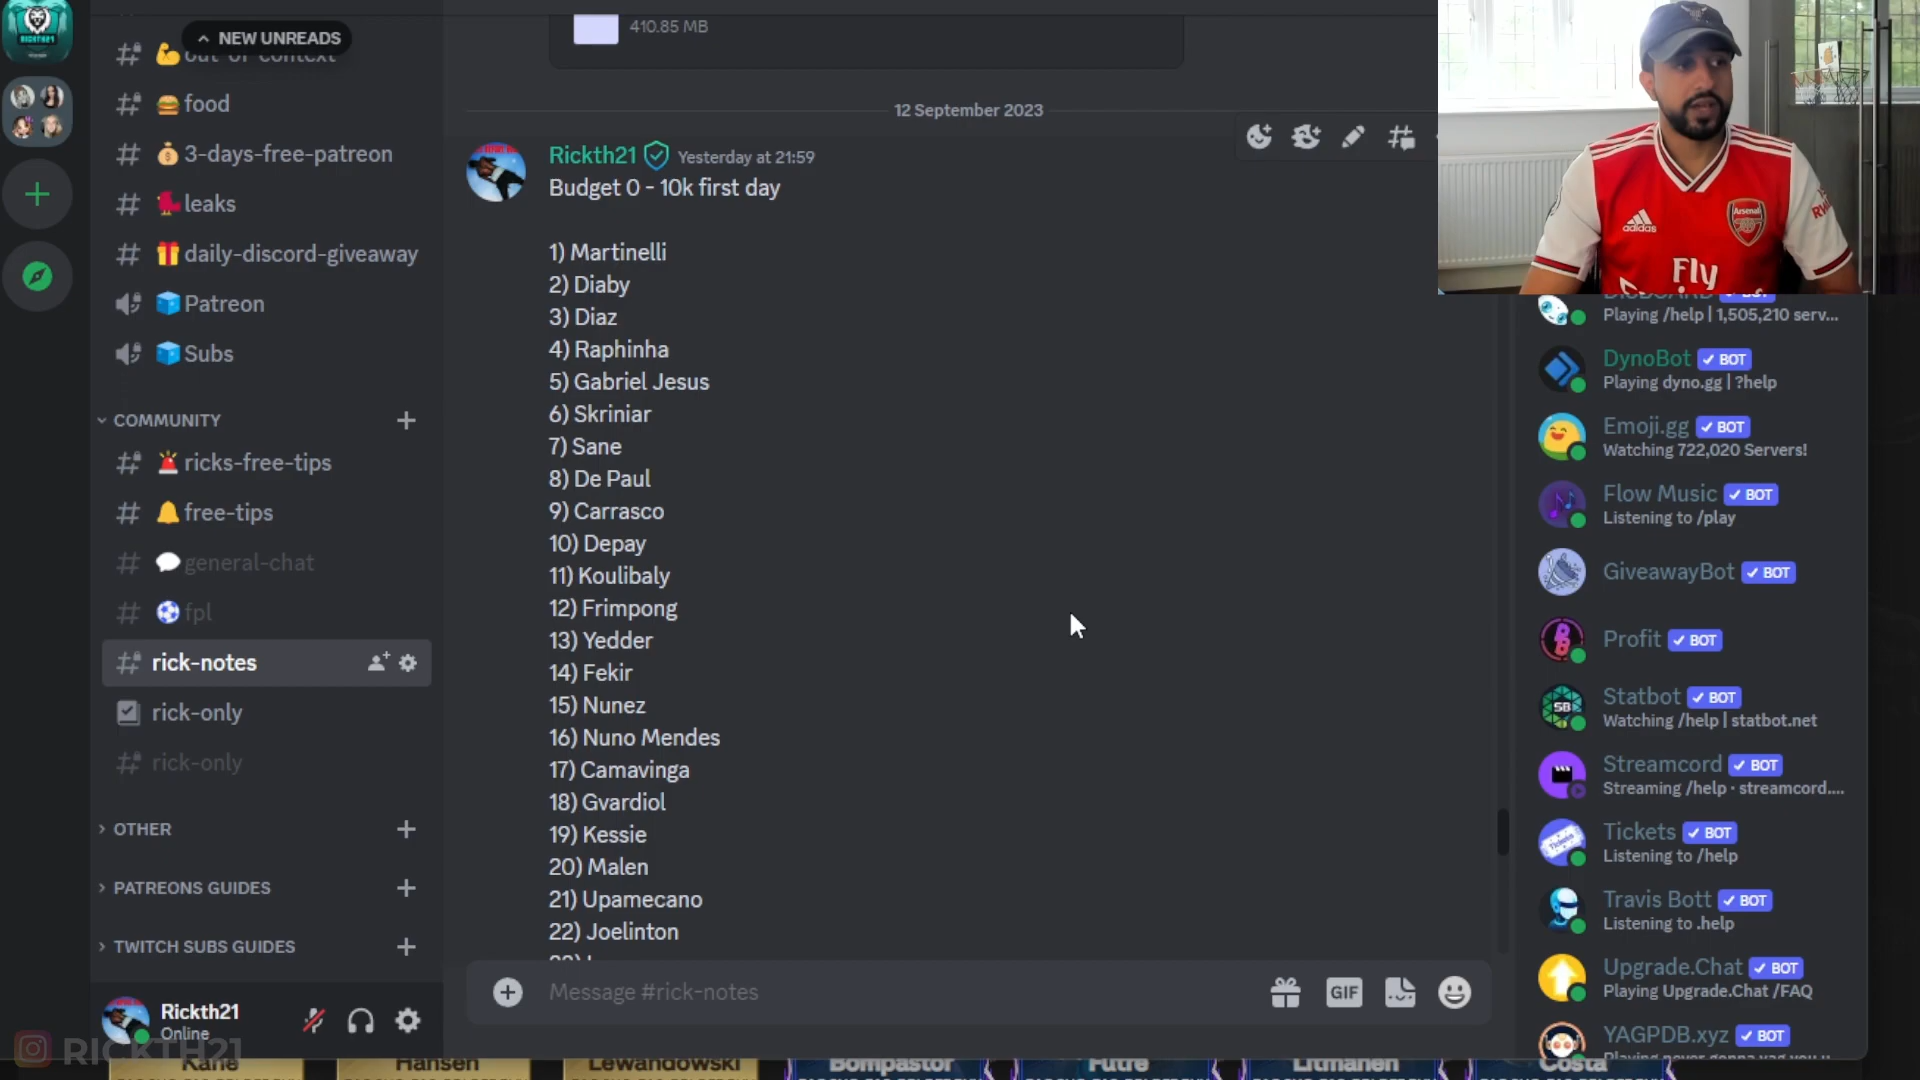 RICKTH21
NEW UNREADS
out-of-context
food
3-days-free-patreon
leaks
daily-discord-giveaway
Patreon
Subs
COMMUNITY
ricks-free-tips
free-tips
general-chat
fpl
rick-notes
rick-only
rick-only
OTHER
PATREONS GUIDES
TWITCH SUBS GUIDES
Rickth21
Online
RICKTH21
410.85 MB
12 September 2023
Rickth21 Yesterday at 21:59
Budget 0 - 10k first day
1) Martinelli
2) Diaby
3) Diaz
4) Raphinha
5) Gabriel Jesus
6) Skriniar
7) Sane
8) De Paul
9) Carrasco
10) Depay
11) Koulibaly
12) Frimpong
13) Yedder
14) Fekir
15) Nunez
16) Nuno Mendes
17) Camavinga
18) Gvardiol
19) Kessie
20) Malen
21) Upamecano
22) Joelinton
Message #rick-notes
GIF
adidas
Arsenal
Fly
Playing /help | 1,505,210 serv...
DynoBot BOT
Playing dyno.gg | ?help
Emoji.gg BOT
Watching 722,020 Servers!
Flow Music BOT
Listening to /play
GiveawayBot BOT
Profit BOT
SB
Statbot BOT
Watching /help | statbot.net
Streamcord BOT
Streaming /help · streamcord....
Tickets BOT
Listening to /help
Travis Bott BOT
Listening to .help
Upgrade.Chat BOT
Playing Upgrade.Chat /FAQ
YAGPDB.xyz BOT
Kane
Hansen
Lewandowski
Bompastor
Futre
Litmanen
Costa